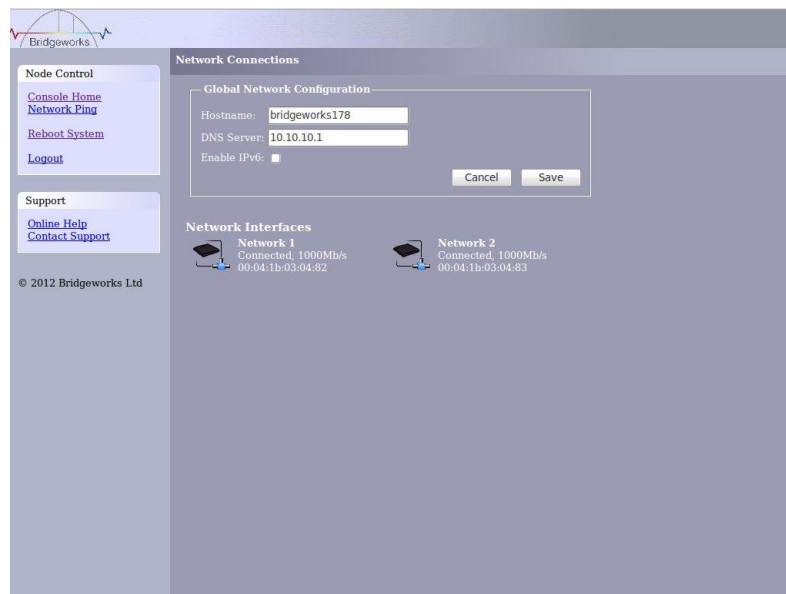 Bridgeworks
Node Control
Console Home
Network Ping
Reboot System
Logout
Support
Online Help
Contact Support
© 2012 Bridgeworks Ltd
Network Connections
Global Network Configuration
Hostname: bridgeworks178
DNS Server: 10.10.10.1
Enable IPv6:
Cancel Save
Network Interfaces
Network 1
Connected, 1000Mb/s
00:04:1b:03:04:82
Network 2
Connected, 1000Mb/s
00:04:1b:03:04:83